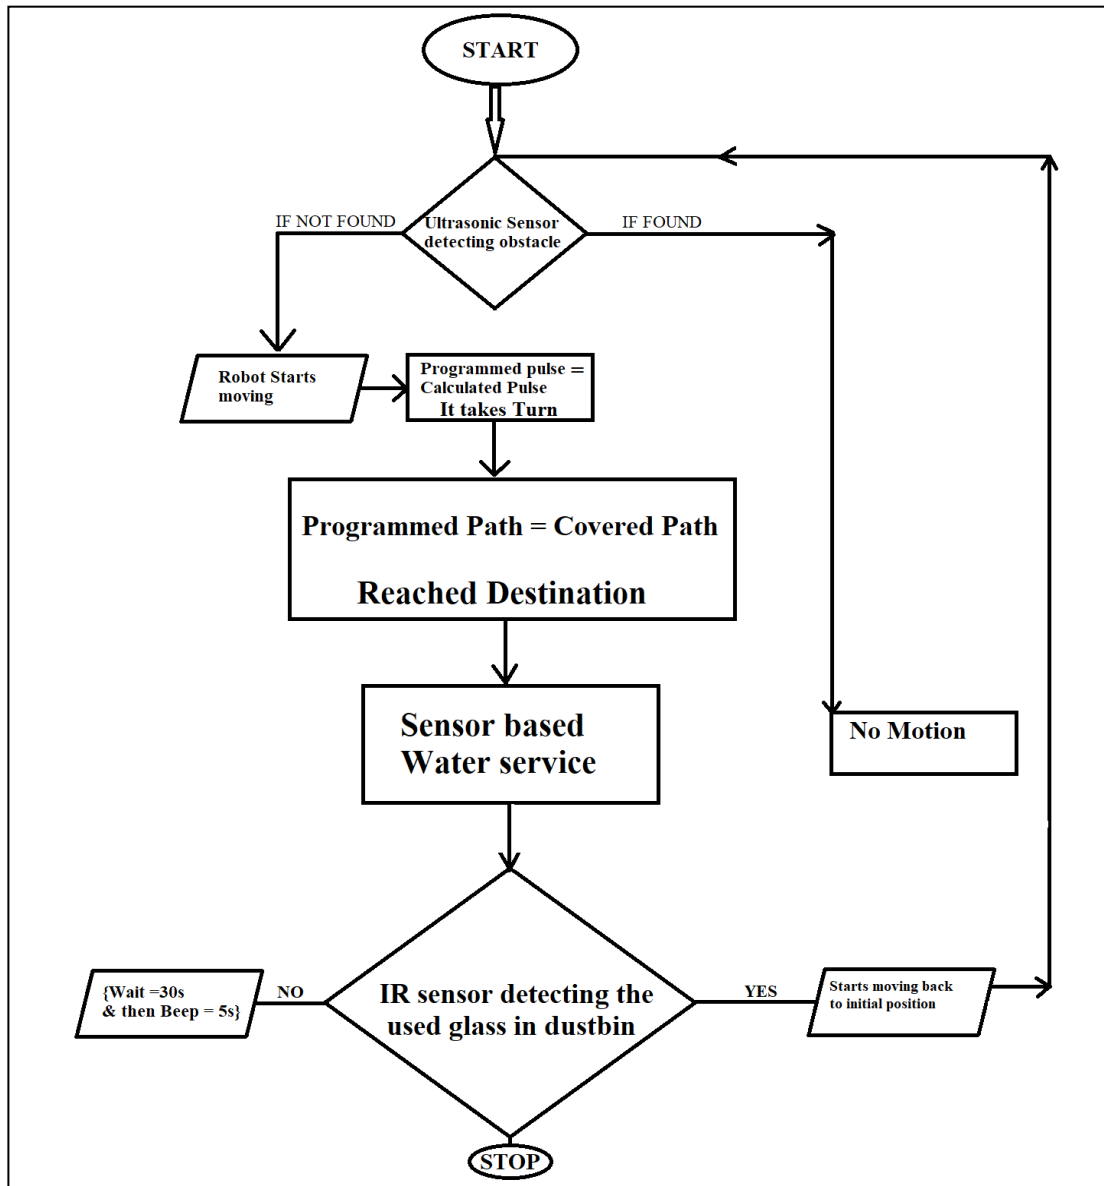 START
IF NOT FOUND
Ultrasonic Sensor
detecting obstacle
IF FOUND
Robot Starts
moving
Programmed pulse =
Calculated Pulse
It takes Turn
Programmed Path = Covered Path
Reached Destination
Sensor based
Water service
No Motion
{Wait =30s
& then Beep = 5s}
NO
IR sensor detecting the
used glass in dustbin
YES
Starts moving back
to initial position
STOP